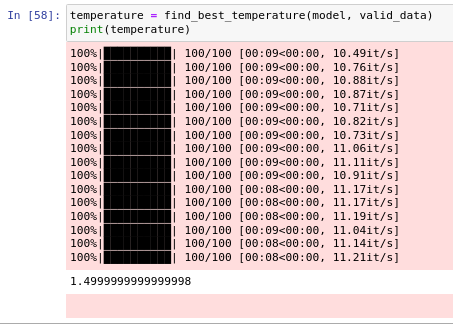 In [58]: temperature = find_best_temperature(model, valid_data)
print(temperature)
100%|██████████| 100/100 [00:09<00:00, 10.49it/s]
100%|██████████| 100/100 [00:09<00:00, 10.76it/s]
100%|██████████| 100/100 [00:09<00:00, 10.88it/s]
100%|██████████| 100/100 [00:09<00:00, 10.87it/s]
100%|██████████| 100/100 [00:09<00:00, 10.71it/s]
100%|██████████| 100/100 [00:09<00:00, 10.82it/s]
100%|██████████| 100/100 [00:09<00:00, 10.73it/s]
100%|██████████| 100/100 [00:09<00:00, 11.06it/s]
100%|██████████| 100/100 [00:09<00:00, 11.11it/s]
100%|██████████| 100/100 [00:09<00:00, 10.91it/s]
100%|██████████| 100/100 [00:08<00:00, 11.17it/s]
100%|██████████| 100/100 [00:08<00:00, 11.17it/s]
100%|██████████| 100/100 [00:08<00:00, 11.19it/s]
100%|██████████| 100/100 [00:09<00:00, 11.04it/s]
100%|██████████| 100/100 [00:08<00:00, 11.14it/s]
100%|██████████| 100/100 [00:08<00:00, 11.21it/s]
1.4999999999999998